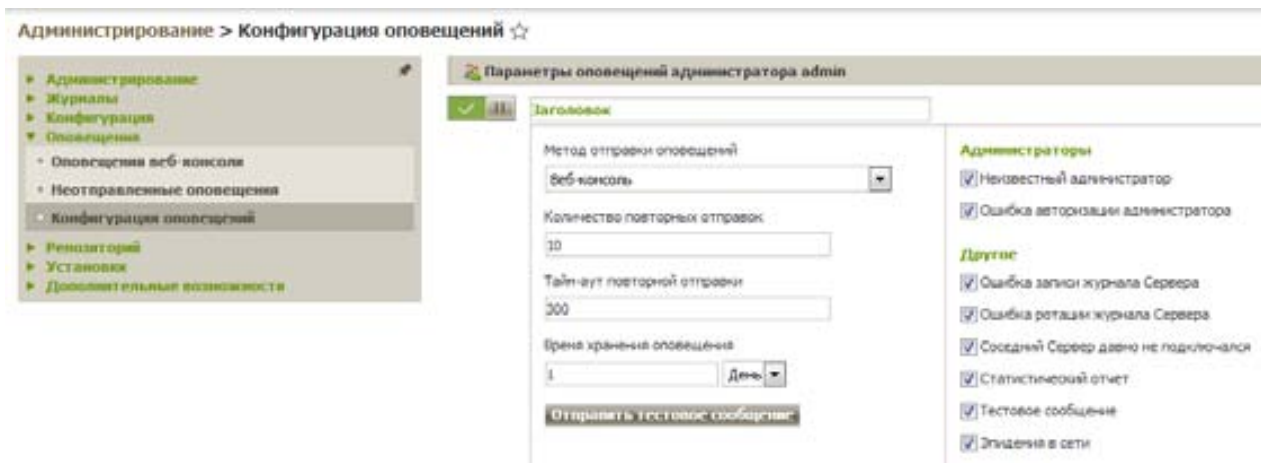 Администрирование > Конфигурация оповещений
Администрирование
Журналы
Конфигурация
Оповещения
Оповещения веб-консоли
Неотправленные оповещения
Конфигурация оповещений
Репозиторий
Установки
Дополнительные возможности
Параметры оповещений администратора admin
Заголовок
Метод отправки оповещений
Веб-консоль
Количество повторных отправок
10
Тайм-аут повторной отправки
300
Время хранения оповещения
1 День
Отправить тестовое сообщение
Администраторы
Неизвестный администратор
Ошибка авторизации администратора
Другое
Ошибка записи журнала Сервера
Ошибка ротации журнала Сервера
Соседний Сервер давно не подключался
Статистический отчет
Тестовое сообщение
Эпидемия в сети